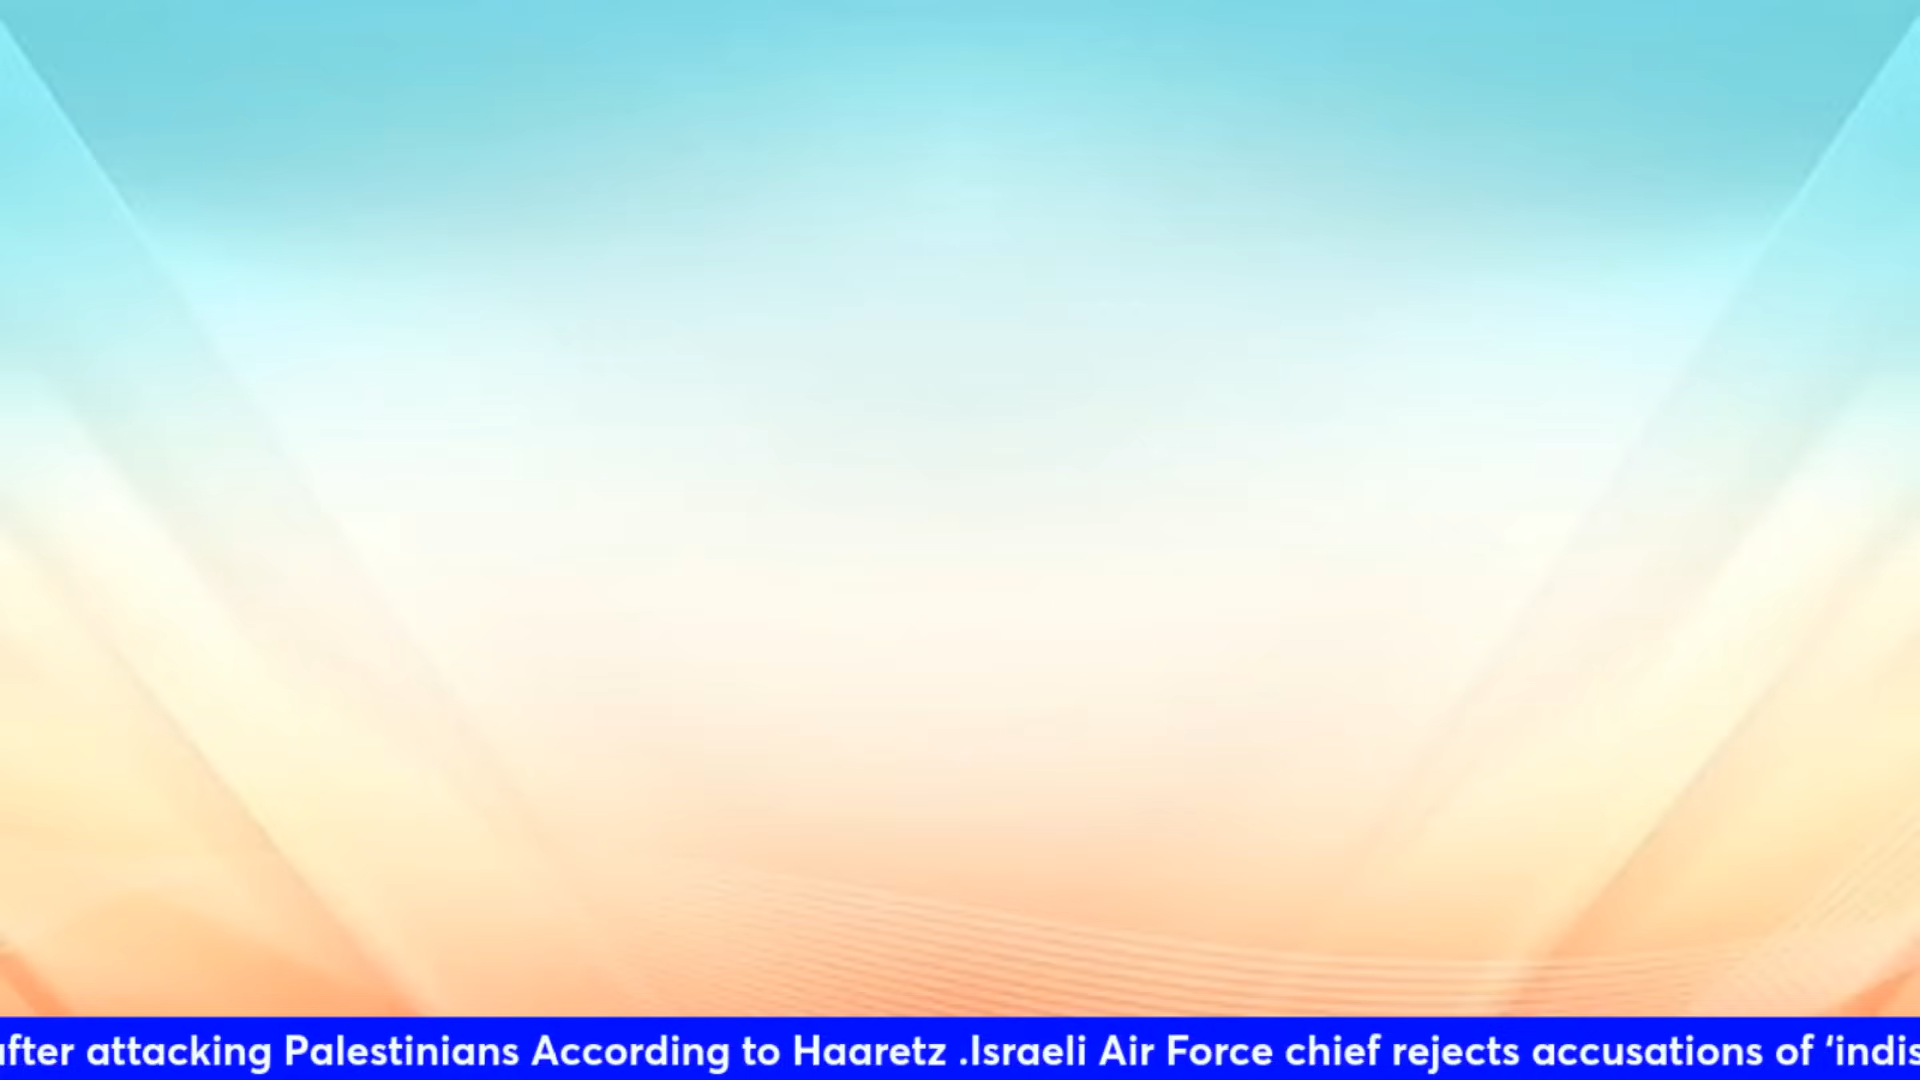 after attacking Palestinians According to Haaretz .Israeli Air Force chief rejects accusations of ‘indis